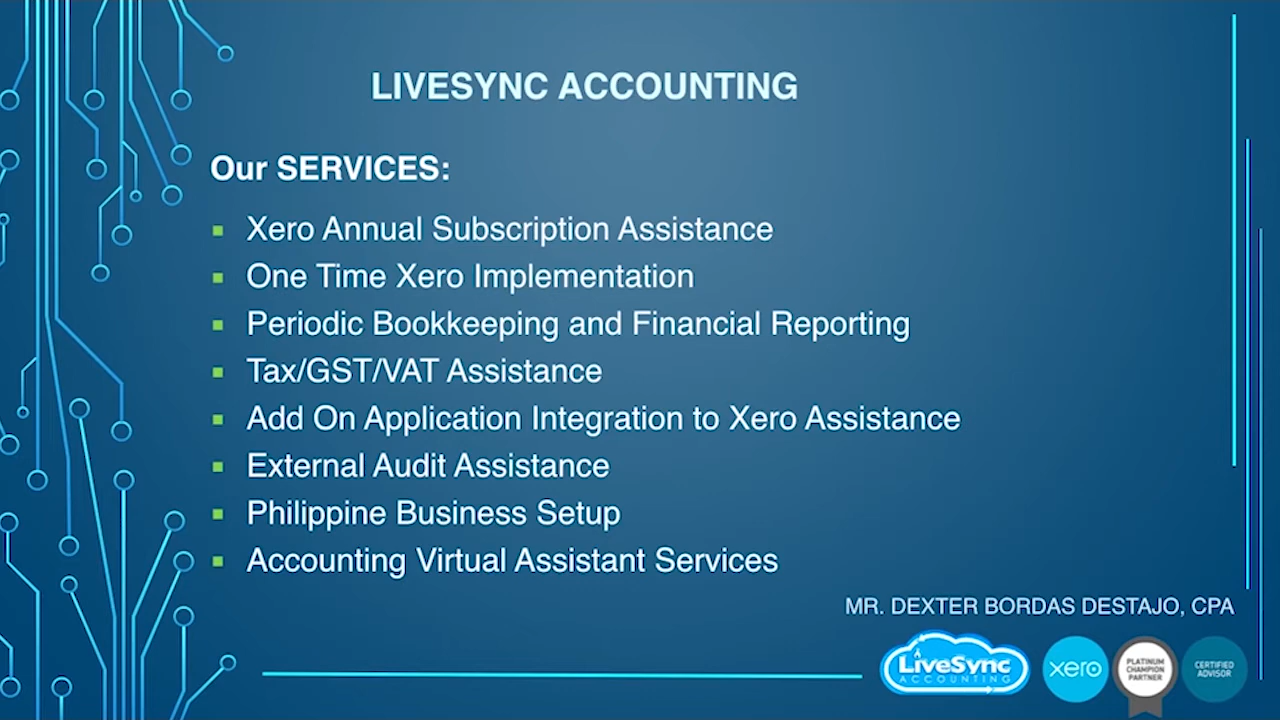 LIVESYNC ACCOUNTING
Our SERVICES:
Xero Annual Subscription Assistance
One Time Xero Implementation
Periodic Bookkeeping and Financial Reporting
Tax/GST/VAT Assistance
Add On Application Integration to Xero Assistance
External Audit Assistance
Philippine Business Setup
Accounting Virtual Assistant Services
MR. DEXTER BORDAS DESTAJO, CPA
LiveSync
ACCOUNTING
xero
PLATINUM
CHAMPION
PARTNER
CERTIFIED
ADVISOR